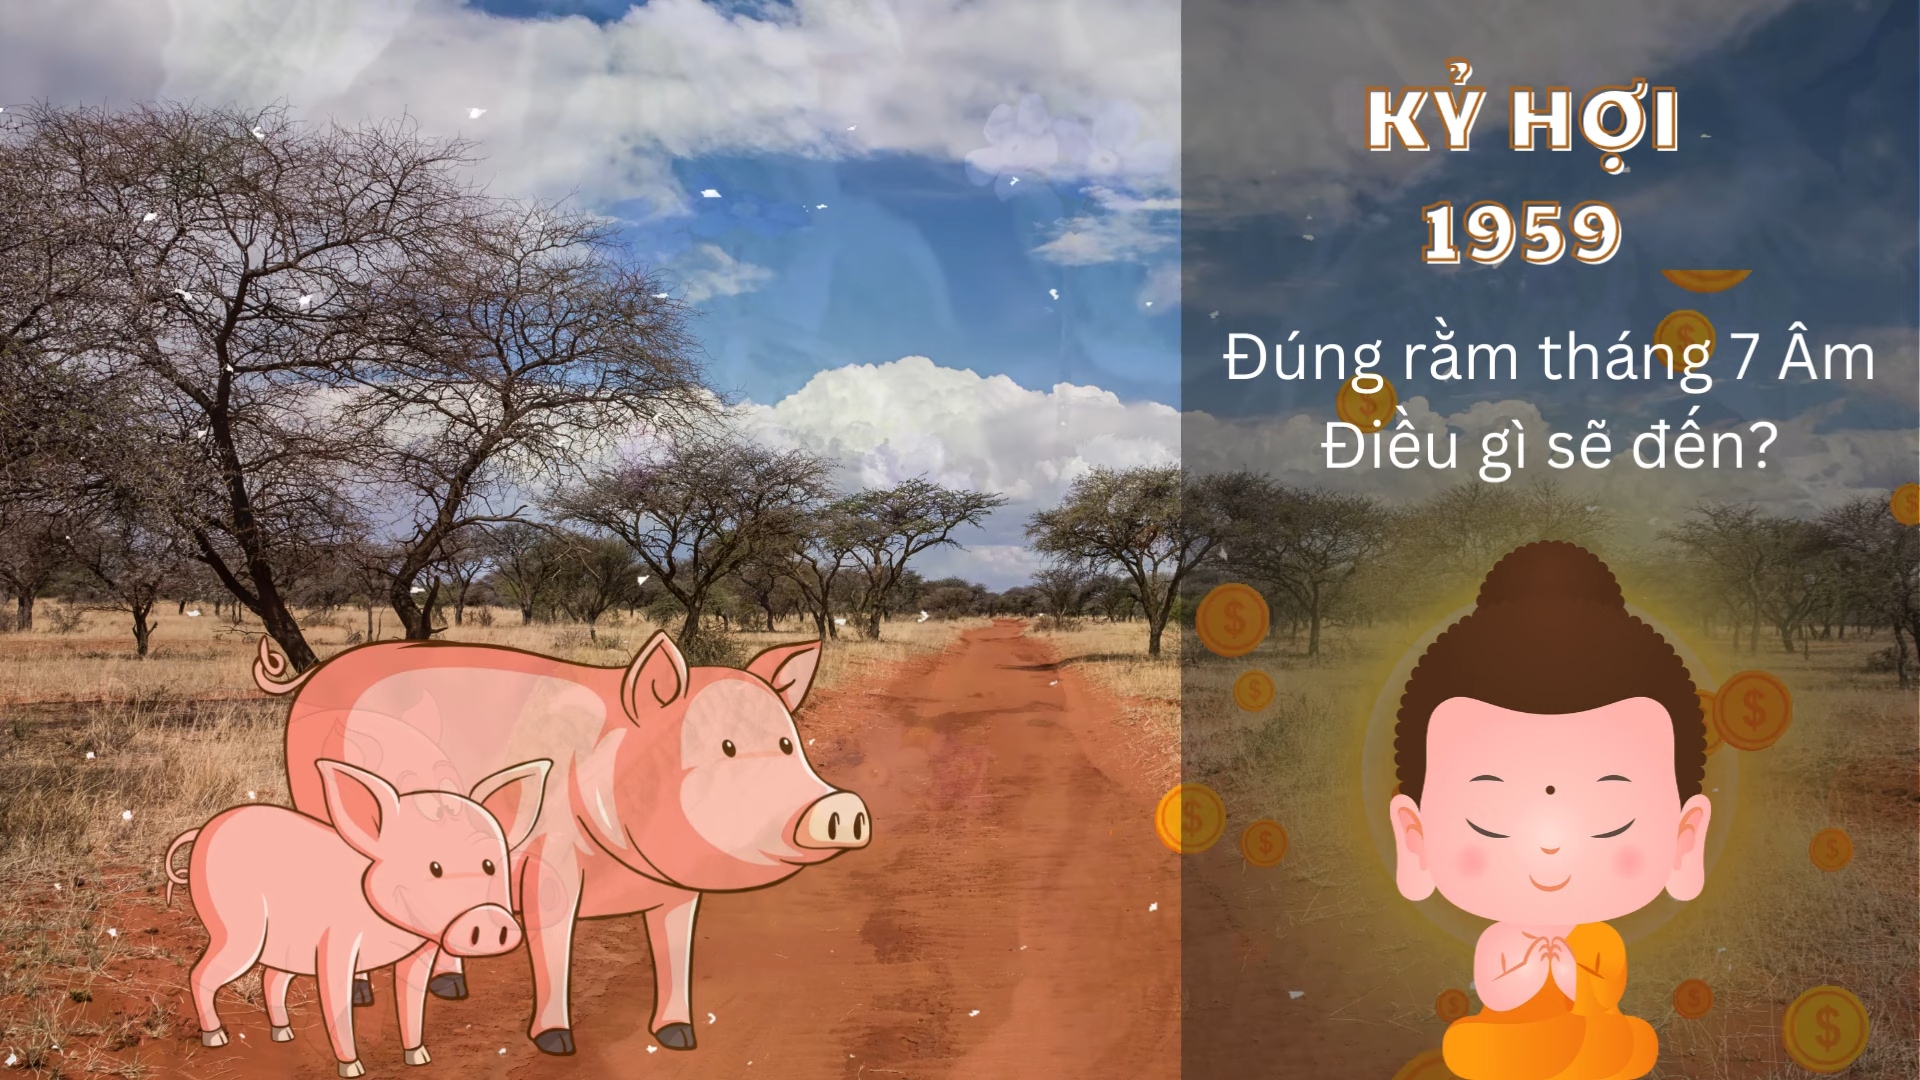 KỶ HỢI
1959
Đúng rằm tháng 7 Âm
Điều gì sẽ đến?